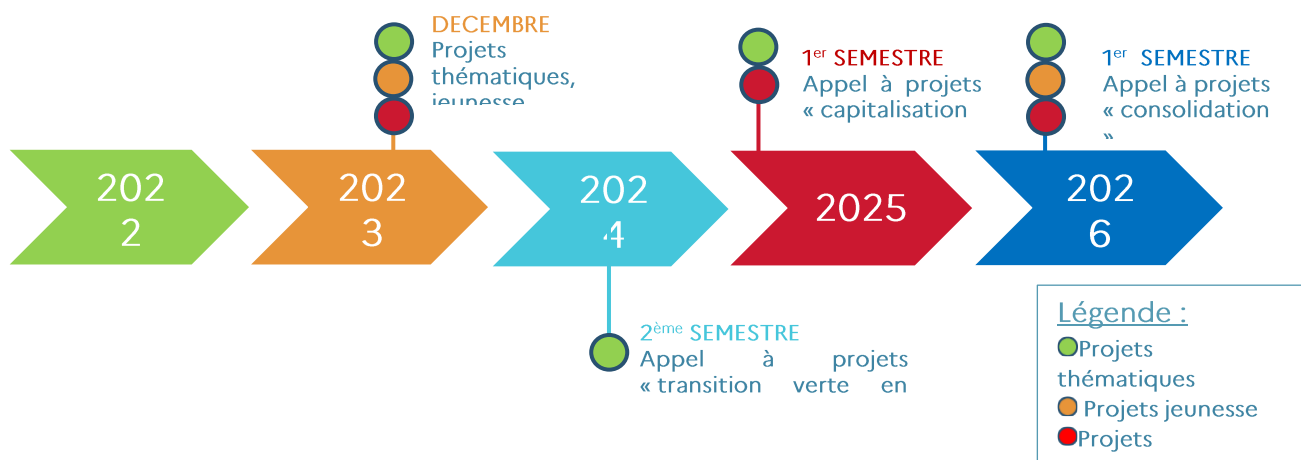 DECEMBRE
Projets
thématiques,
jeunesse
1er SEMESTRE
Appel à projets
« capitalisation
1er SEMESTRE
Appel à projets
« consolidation
»
202
2
202
3
202
4
2025
202
6
2ème SEMESTRE
Appel à projets
« transition verte en
Légende :
Projets
thématiques
Projets jeunesse
Projets